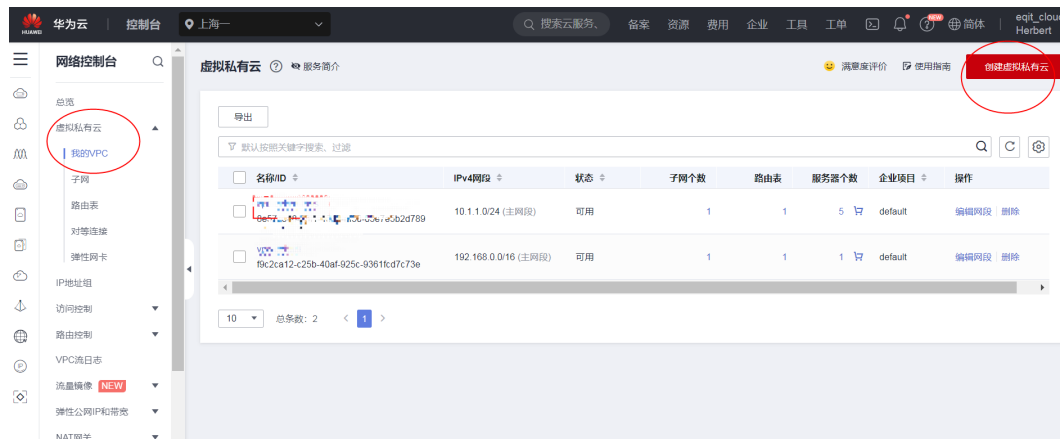 HUAWEI 华为云 控制台 上海一 搜索云服务、 备案 资源 费用 企业 工具 工单 NEW 简体 eqit_cloud
Herbert
网络控制台
虚拟私有云 服务简介 满意度评价 使用指南 创建虚拟私有云
总览
虚拟私有云
我的VPC
子网
路由表
对等连接
弹性网卡
IP地址组
访问控制
路由控制
VPC流日志
流量镜像 NEW
弹性公网IP和带宽
NAT网关
导出
默认按照关键字搜索、过滤
名称/ID IPv4网段 状态 子网个数 路由表 服务器个数 企业项目 操作
10.1.1.0/24 (主网段) 可用 1 1 5 default 编辑网段 删除
192.168.0.0/16 (主网段) 可用 1 1 1 default 编辑网段 删除
f9c2ca12-c25b-40af-925c-9361fcd7c73e
10 总条数: 2 < 1 >